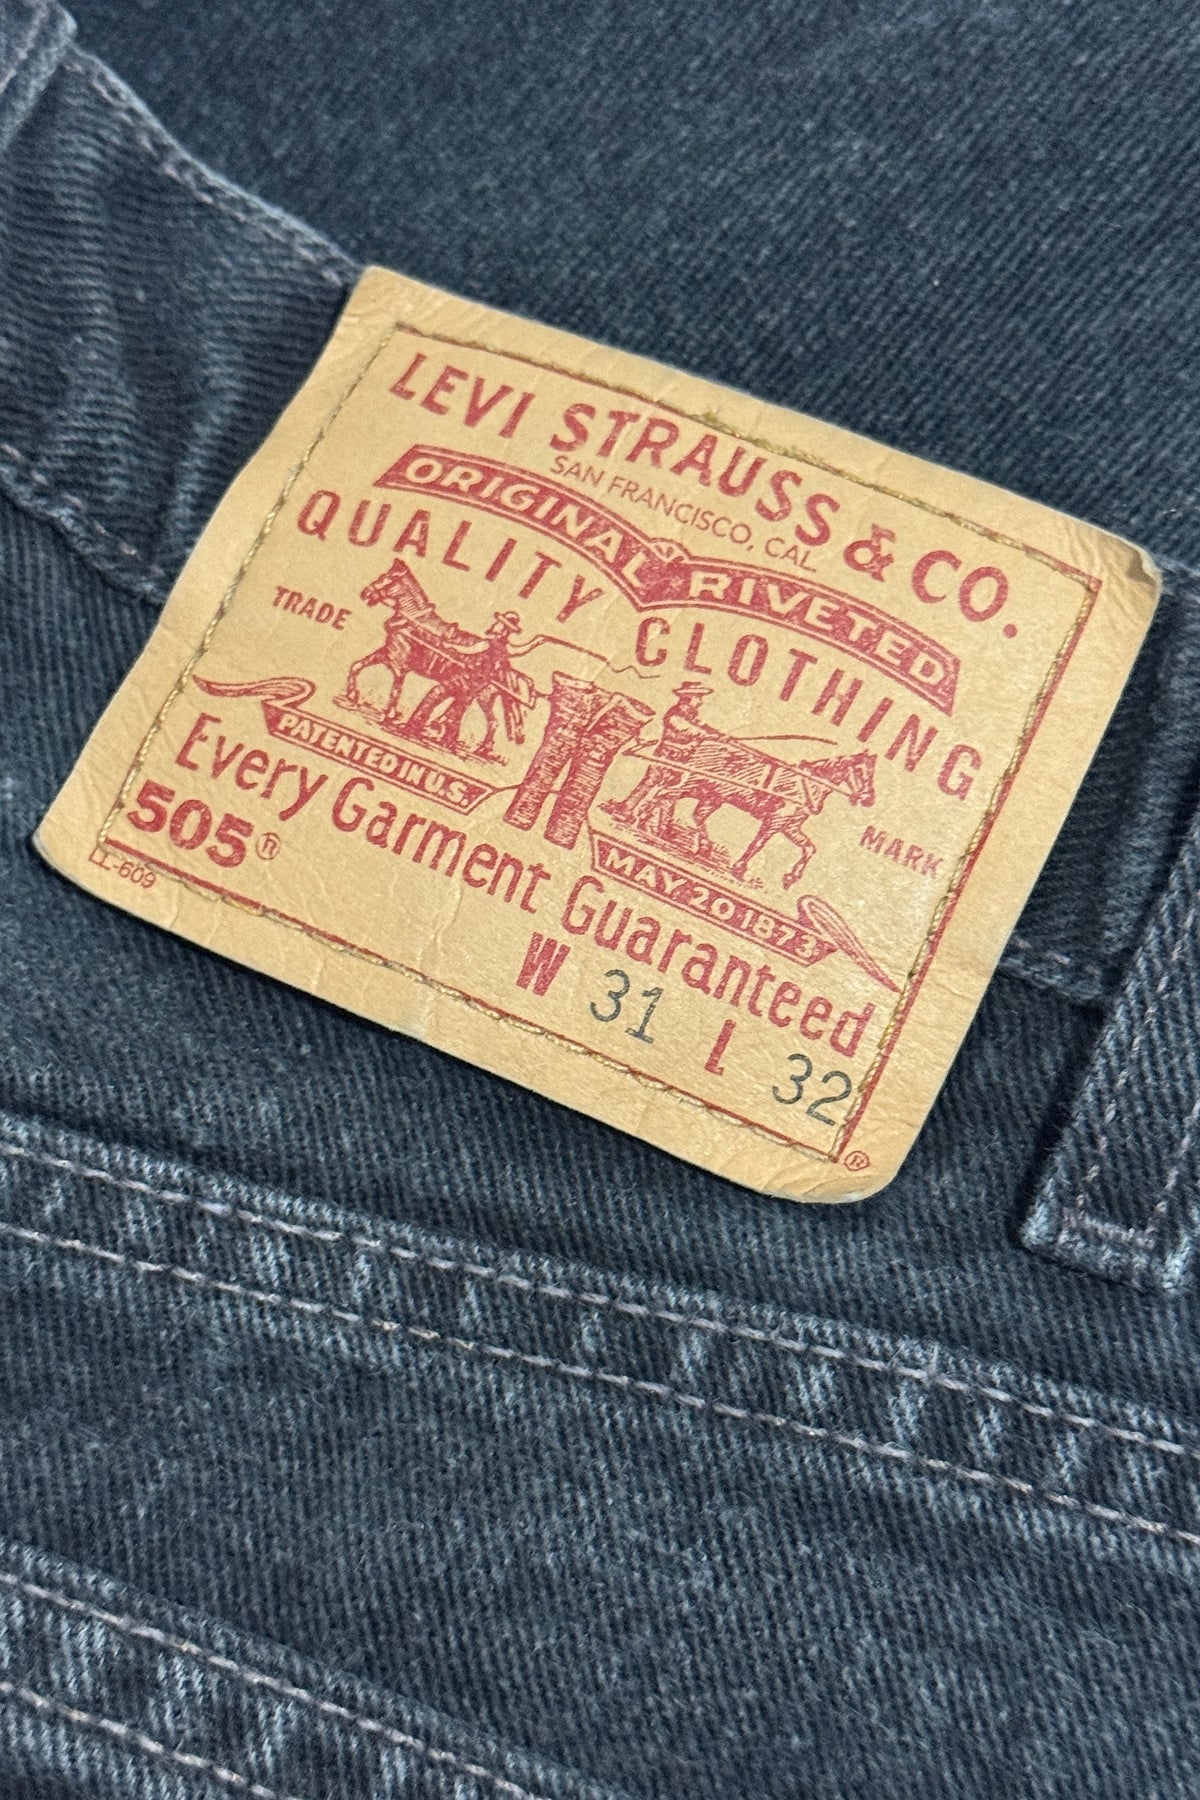 LEVI STRAUSS & CO.
SAN FRANCISCO, CAL
ORIGINAL RIVETED
QUALITY CLOTHING
TRADE MARK
PATENTED IN U.S. MAY 20 1873
Every Garment Guaranteed
505®
W 31 L 32
L-609
®